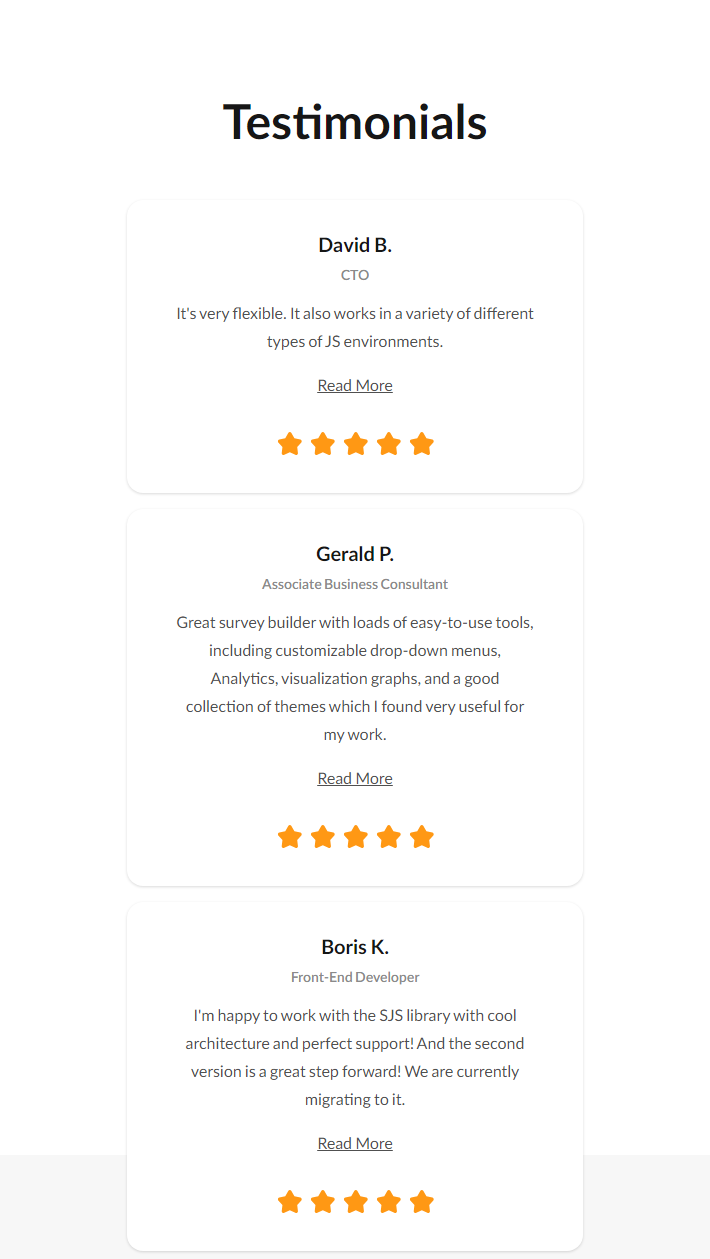 Testimonials
David B.
CTO
It's very flexible. It also works in a variety of different
types of JS environments.
Read More
Gerald P.
Associate Business Consultant
Great survey builder with loads of easy-to-use tools,
including customizable drop-down menus,
Analytics, visualization graphs, and a good
collection of themes which I found very useful for
my work.
Read More
Boris K.
Front-End Developer
I'm happy to work with the SJS library with cool
architecture and perfect support! And the second
version is a great step forward! We are currently
migrating to it.
Read More